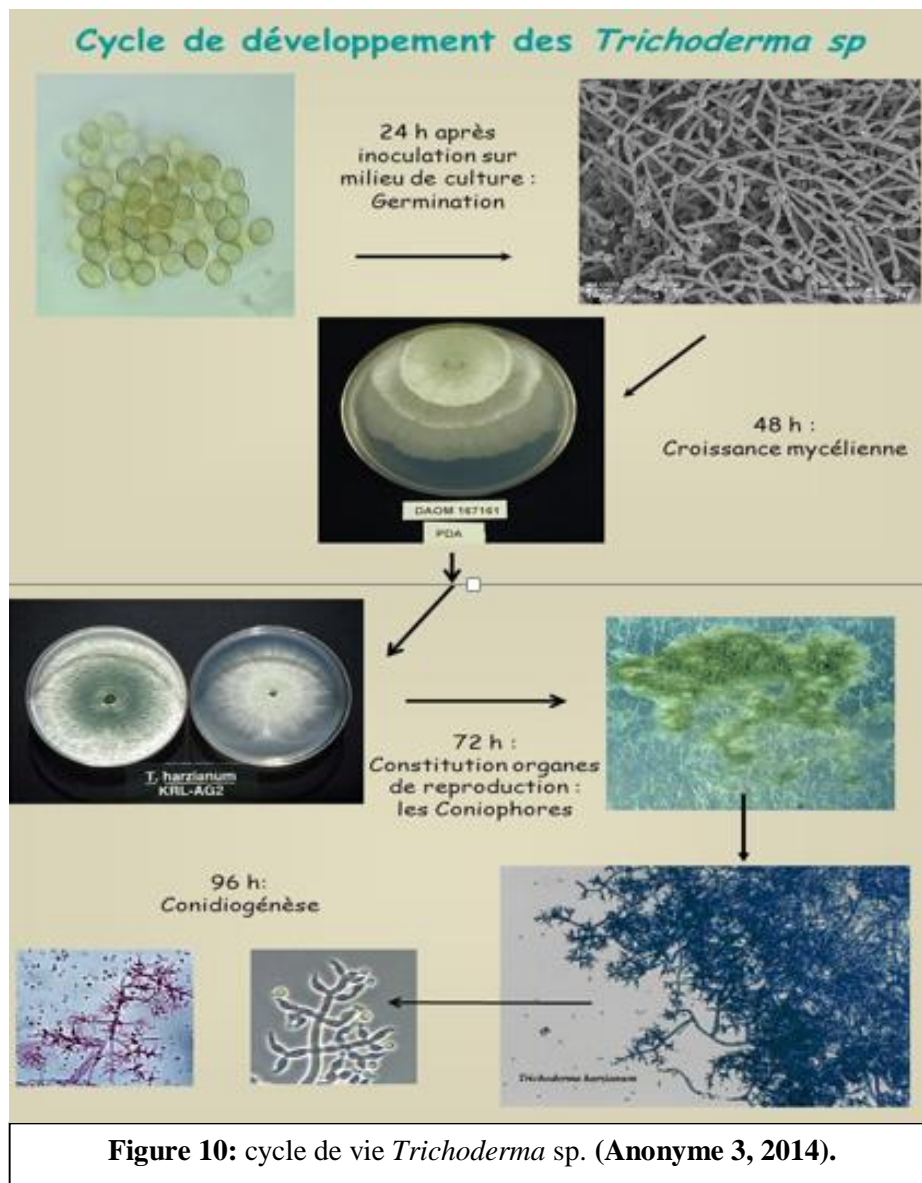 Cycle de développement des Trichoderma sp
24 h après
inoculation sur
milieu de culture :
Germination
48 h :
Croissance mycélienne
DAOM 167161
PDA
T. harzianum
KRL-AG2
72 h :
Constitution organes
de reproduction :
les Coniophores
96 h:
Conidiogénèse
Trichoderma harzianum
Figure 10: cycle de vie Trichoderma sp. (Anonyme 3, 2014).